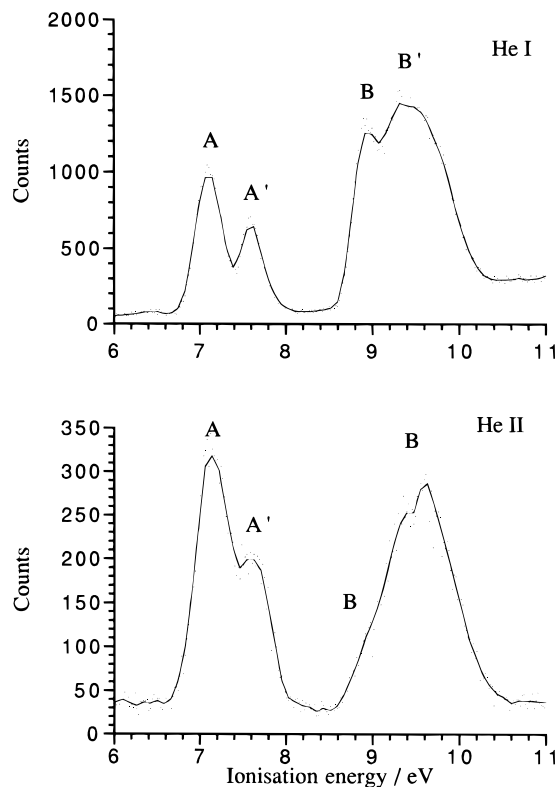 2000
He I
B '
1500
B
A
1000
A '
500
0
6 7 8 9 10 11
Counts
350
A
He II
B
300
A '
250
200
B
150
100
50
0
6 7 8 9 10 11
Counts
Ionisation energy / eV